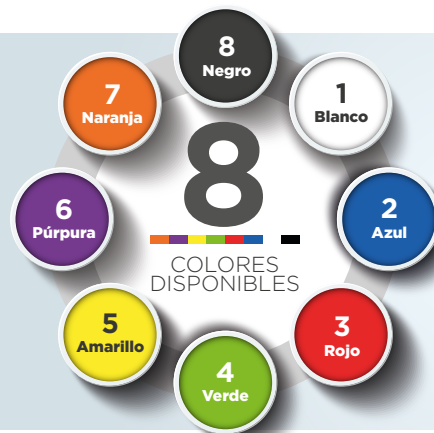 8
Negro
1
Blanco
2
Azul
3
Rojo
4
Verde
5
Amarillo
6
Púrpura
7
Naranja
8
COLORES
DISPONIBLES